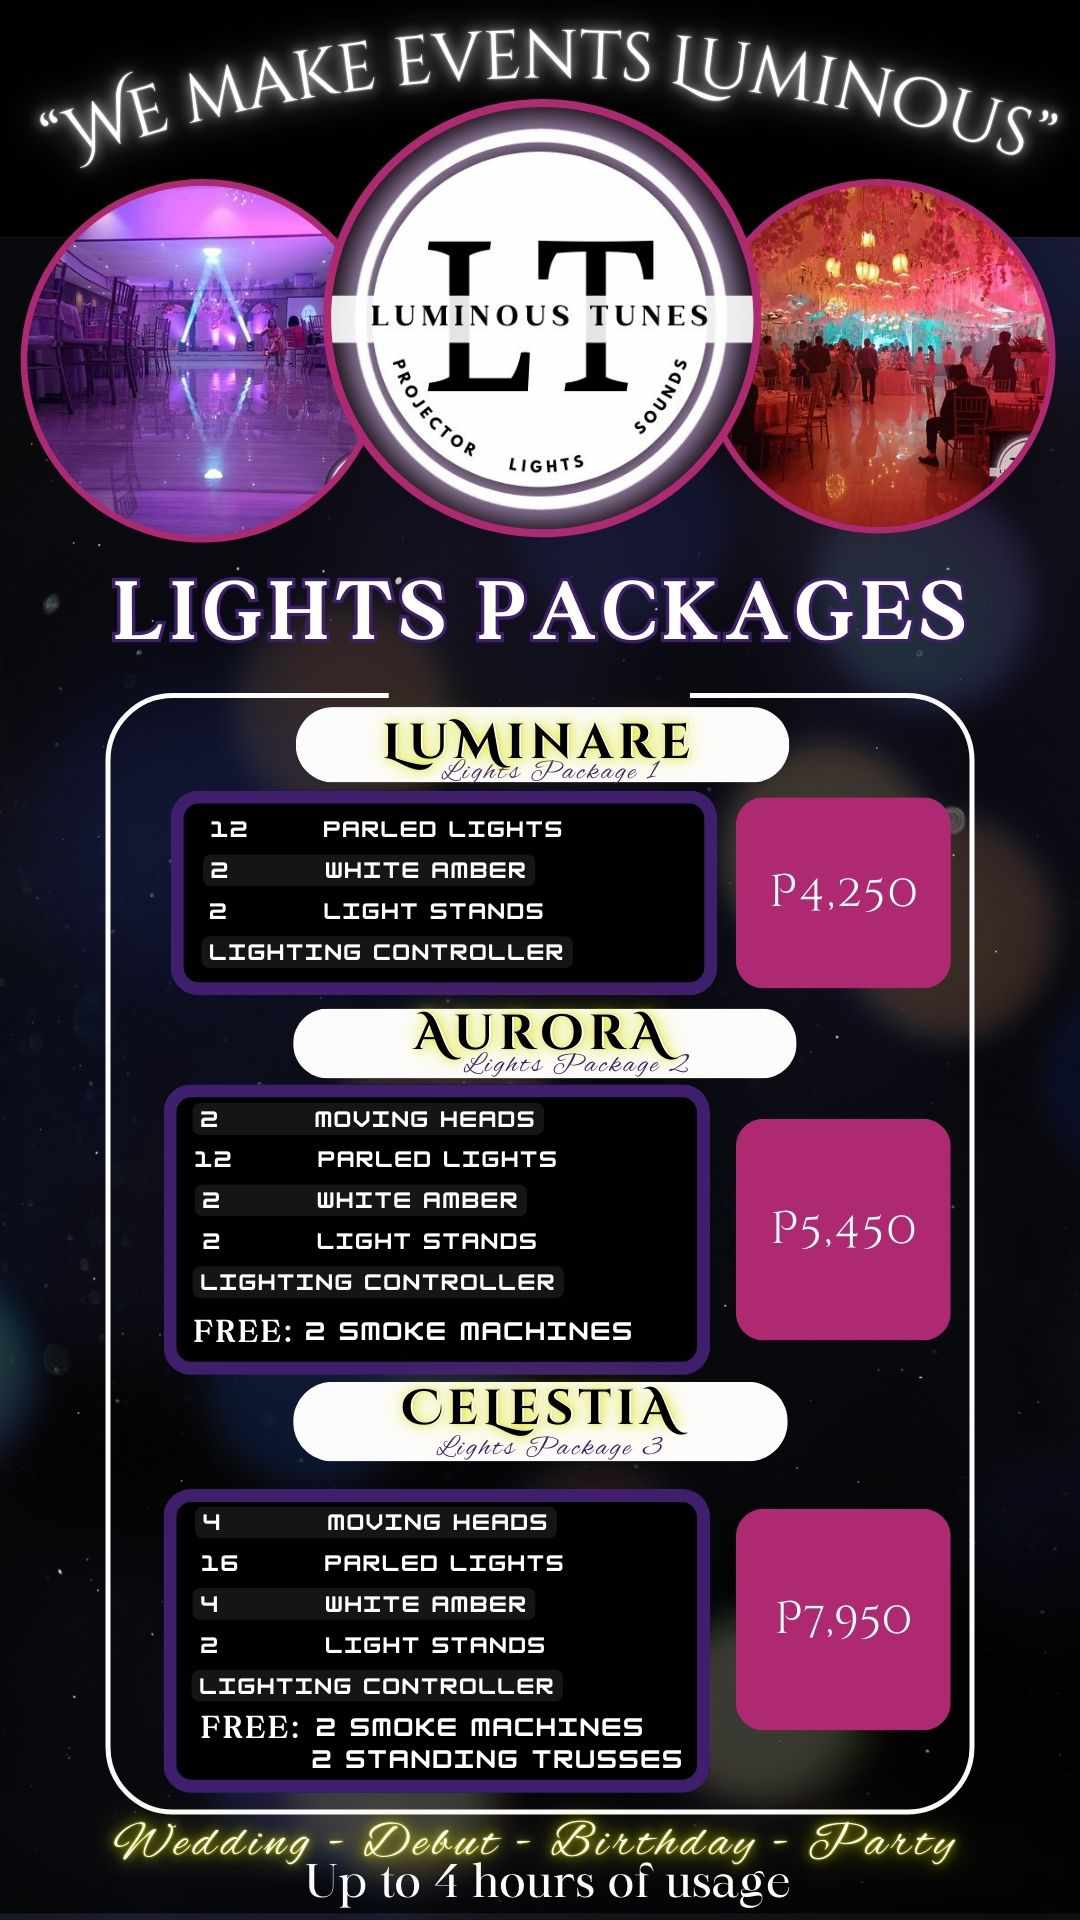 “WE MAKE EVENTS LUMINOUS”
LT
LUMINOUS TUNES
PROJECTOR LIGHTS SOUNDS
LIGHTS PACKAGES
LUMINARE
Lights Package 1
12 PARLED LIGHTS
2 WHITE AMBER
2 LIGHT STANDS
LIGHTING CONTROLLER
P4,250
AURORA
Lights Package 2
2 MOVING HEADS
12 PARLED LIGHTS
2 WHITE AMBER
2 LIGHT STANDS
LIGHTING CONTROLLER
FREE: 2 SMOKE MACHINES
P5,450
CELESTIA
Lights Package 3
4 MOVING HEADS
16 PARLED LIGHTS
4 WHITE AMBER
2 LIGHT STANDS
LIGHTING CONTROLLER
FREE: 2 SMOKE MACHINES
2 STANDING TRUSSES
P7,950
Wedding - Debut - Birthday - Party
Up to 4 hours of usage